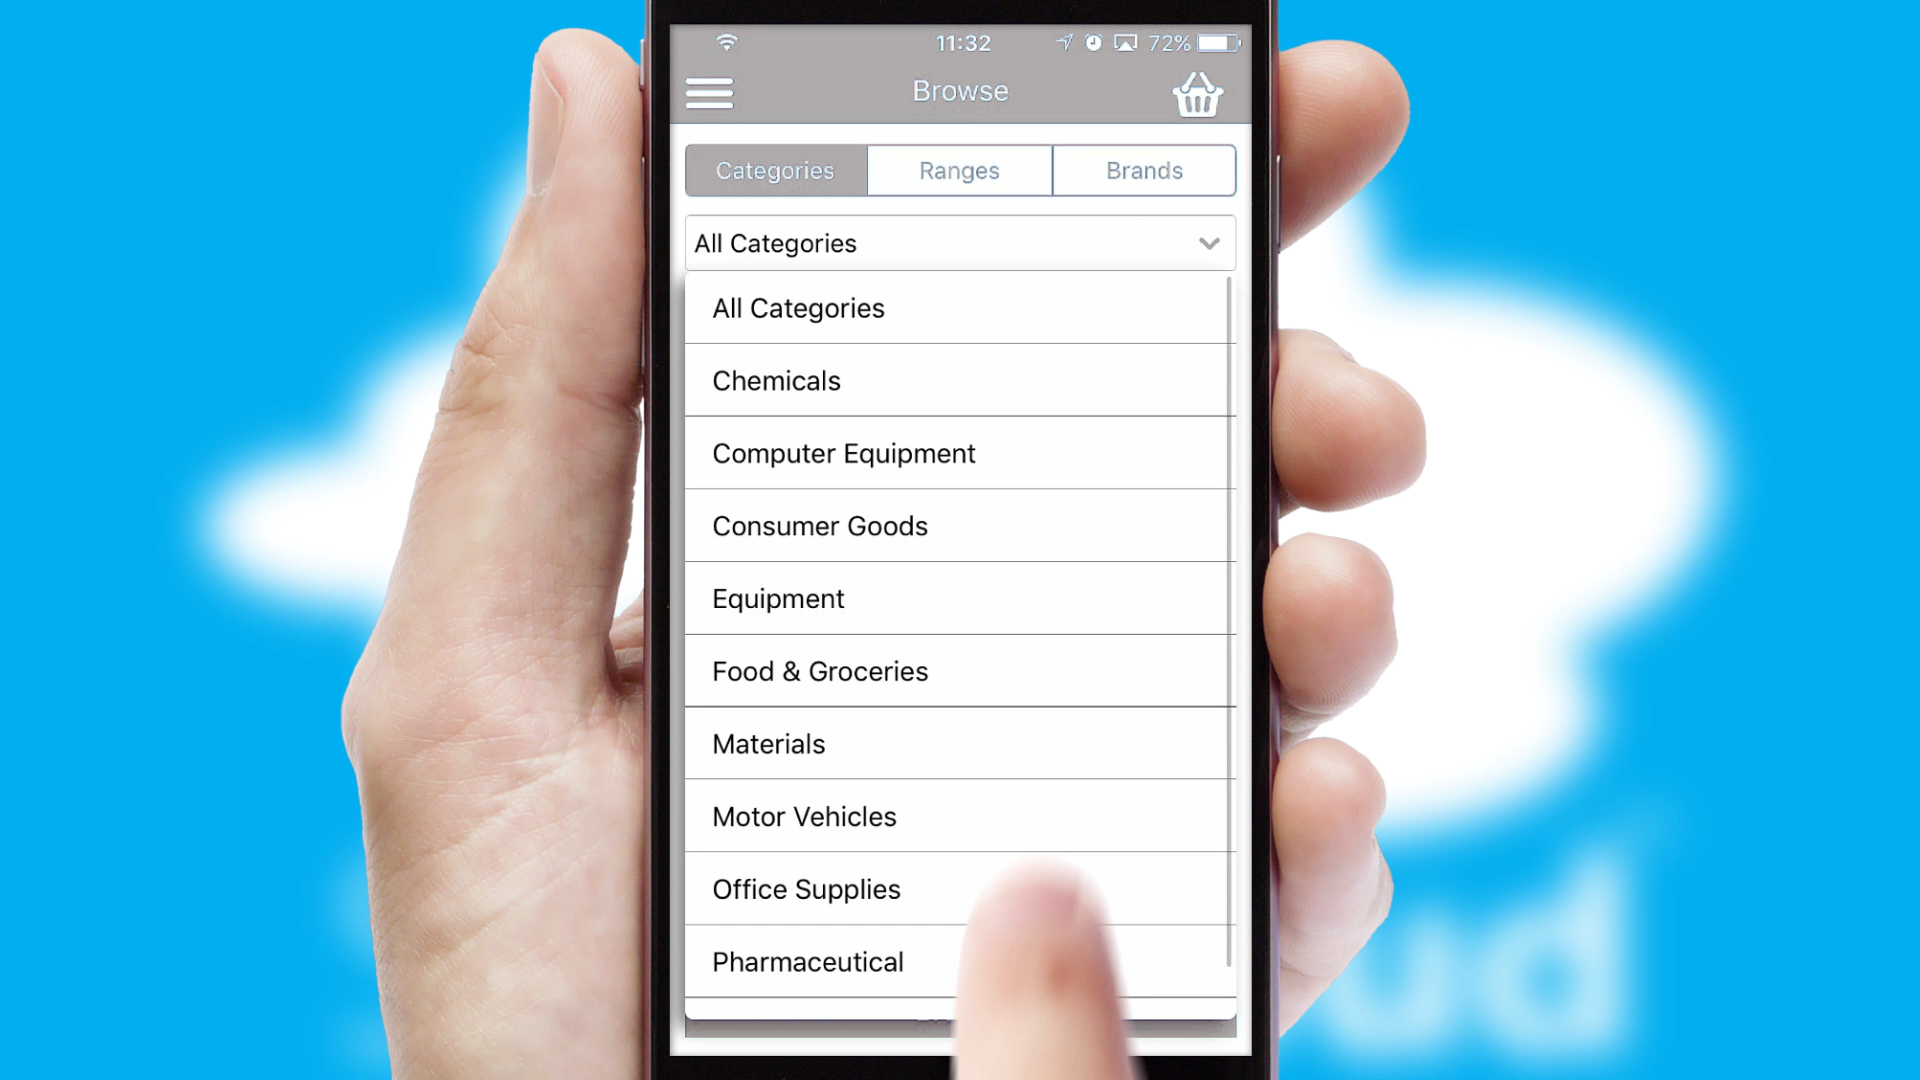 11:32
72%
Browse
Categories
Ranges
Brands
All Categories
All Categories
Chemicals
Computer Equipment
Consumer Goods
Equipment
Food & Groceries
Materials
Motor Vehicles
Office Supplies
Pharmaceutical